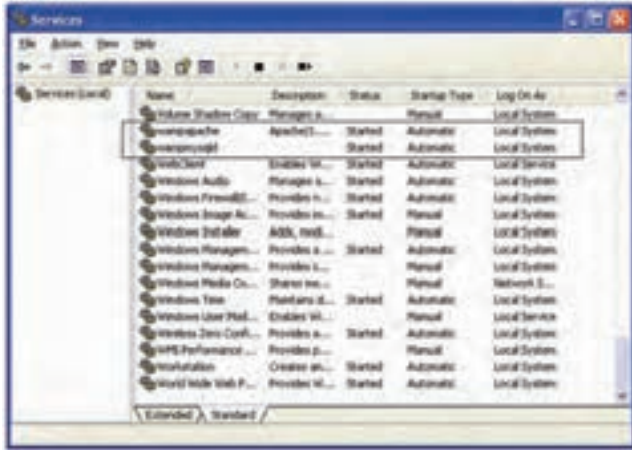 Services
File Action View Help
Services (Local)
Name Description Status Startup Type Log On As
Volume Shadow Copy Manages a... Manual Local System
wampapache Apache/2.... Started Automatic Local System
wampmysqld Started Automatic Local System
WebClient Enables Wi... Started Automatic Local Service
Windows Audio Manages a... Started Automatic Local System
Windows Firewall/I... Provides n... Started Automatic Local System
Windows Image Ac... Provides im... Started Manual Local System
Windows Installer Adds, modi... Manual Local System
Windows Managem... Provides a ... Started Automatic Local System
Windows Managem... Provides s... Manual Local System
Windows Media Co... Shares me... Manual Network S...
Windows Time Maintains d... Started Automatic Local System
Windows User Mod... Enables Wi... Manual Local Service
Wireless Zero Confi... Provides a... Started Automatic Local System
WMI Performance ... Provides p... Manual Local System
Workstation Creates an... Started Automatic Local System
World Wide Web P... Provides W... Started Automatic Local System
Extended Standard